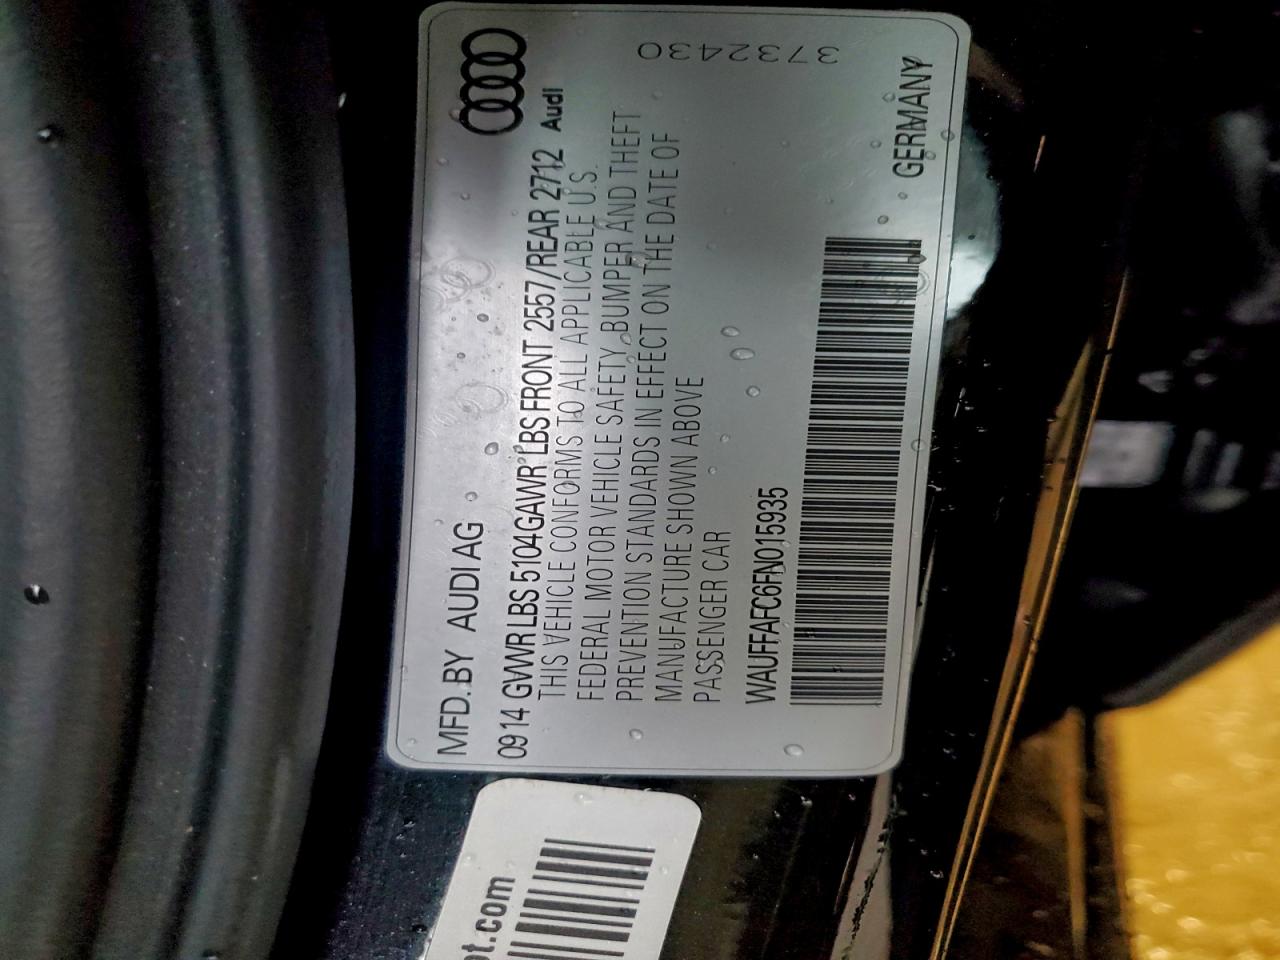 MFD.BY AUDI AG
0914 GVWR LBS 5104 GAWR LBS FRONT 2557/REAR 2712 Audi
THIS VEHICLE CONFORMS TO ALL APPLICABLE U.S.
FEDERAL MOTOR VEHICLE SAFETY, BUMPER AND THEFT
PREVENTION STANDARDS IN EFFECT ON THE DATE OF
MANUFACTURE SHOWN ABOVE
PASSENGER CAR
3732430
WAUFFAFC6FN015935
GERMANY
.com